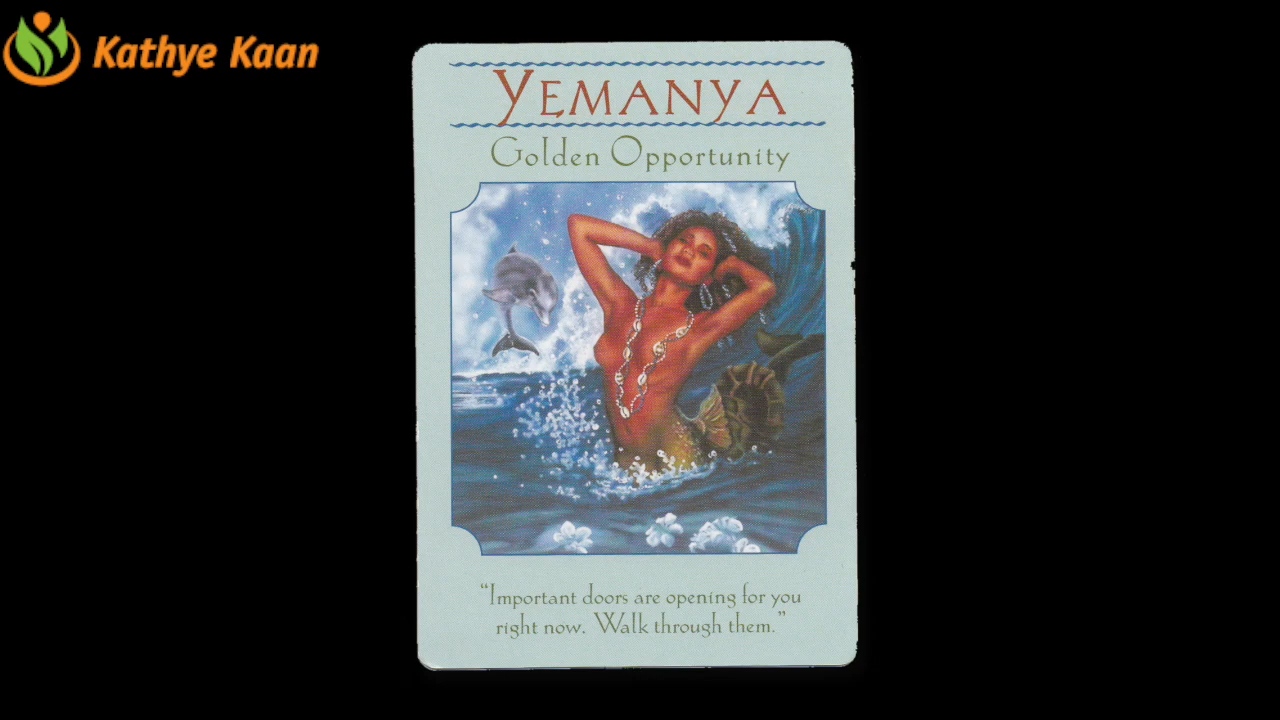 Kathye Kaan
YEMANYA
Golden Opportunity
“Important doors are opening for you
right now. Walk through them.”